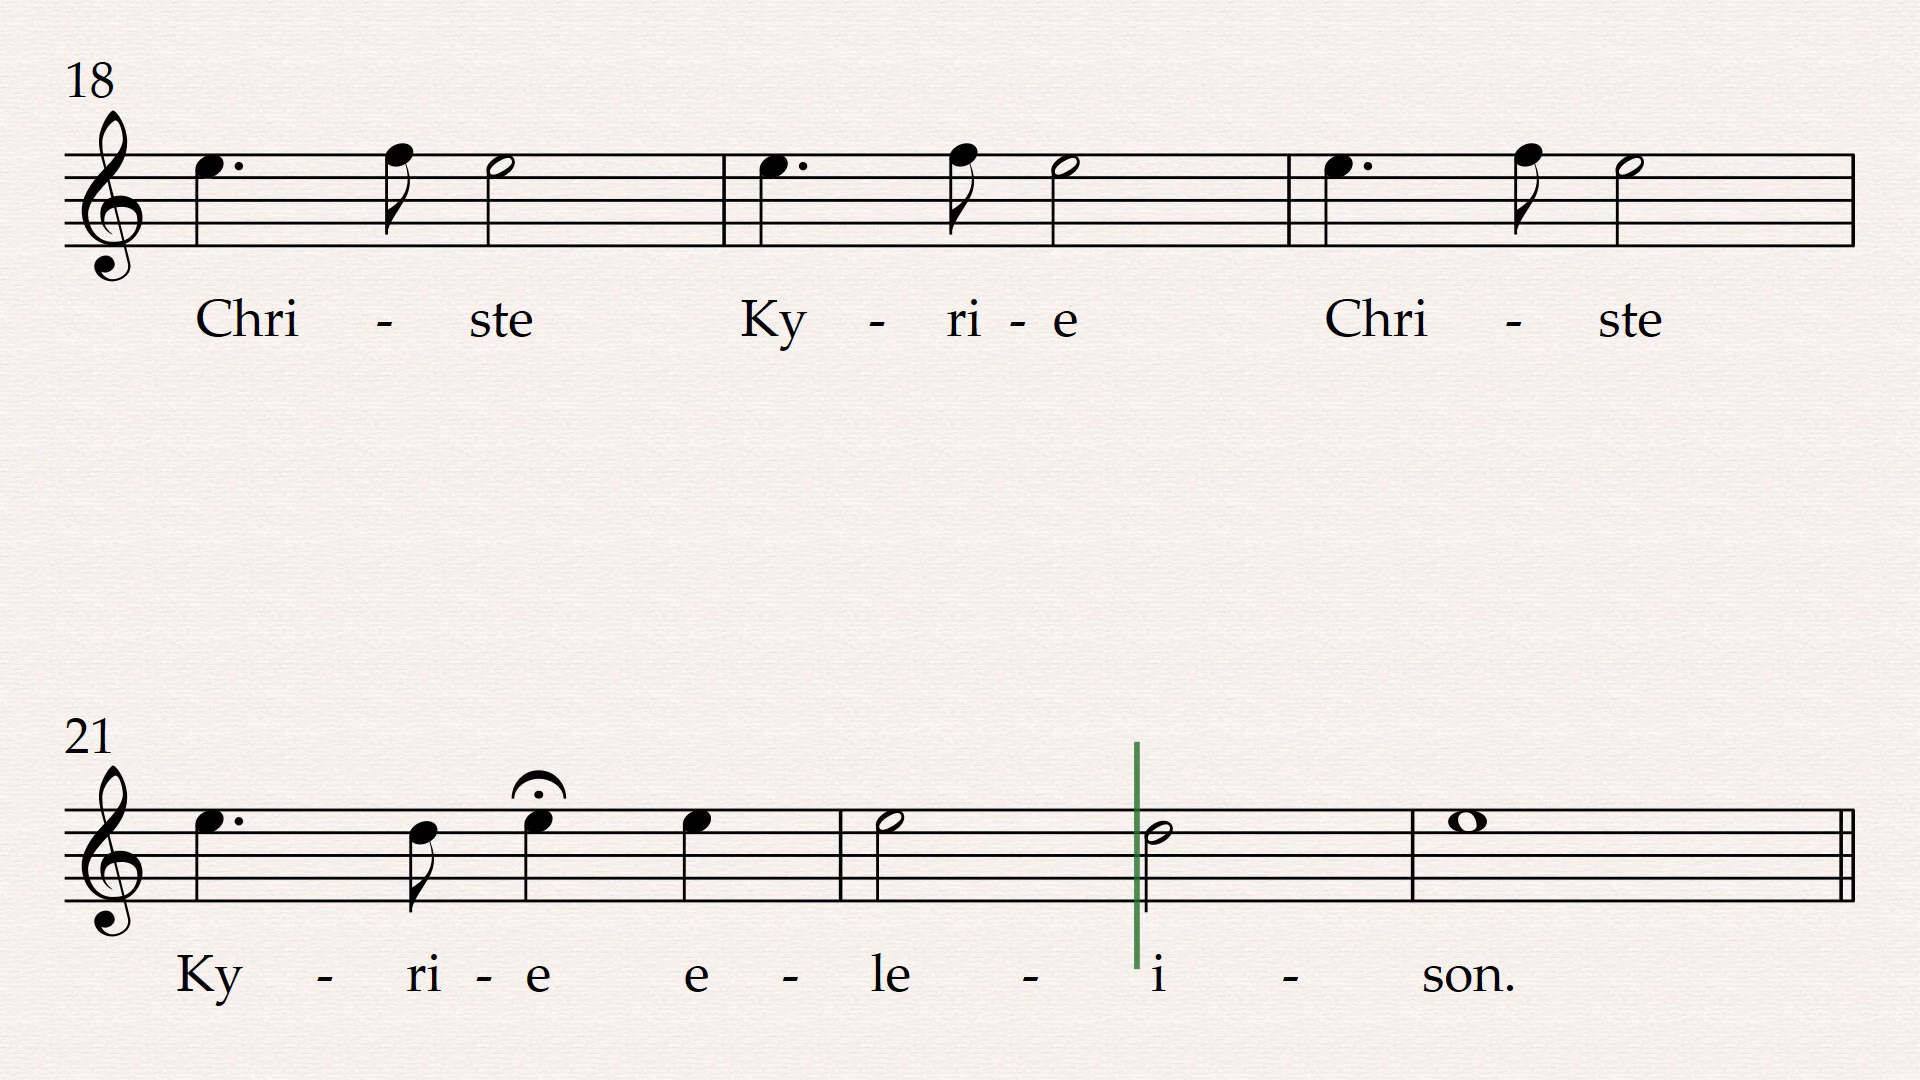 18
Chri - ste Ky - ri - e Chri - ste
21
Ky - ri - e e - le - i - son.